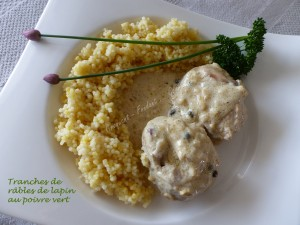 Tranches de
râbles de lapin
au poivre vert